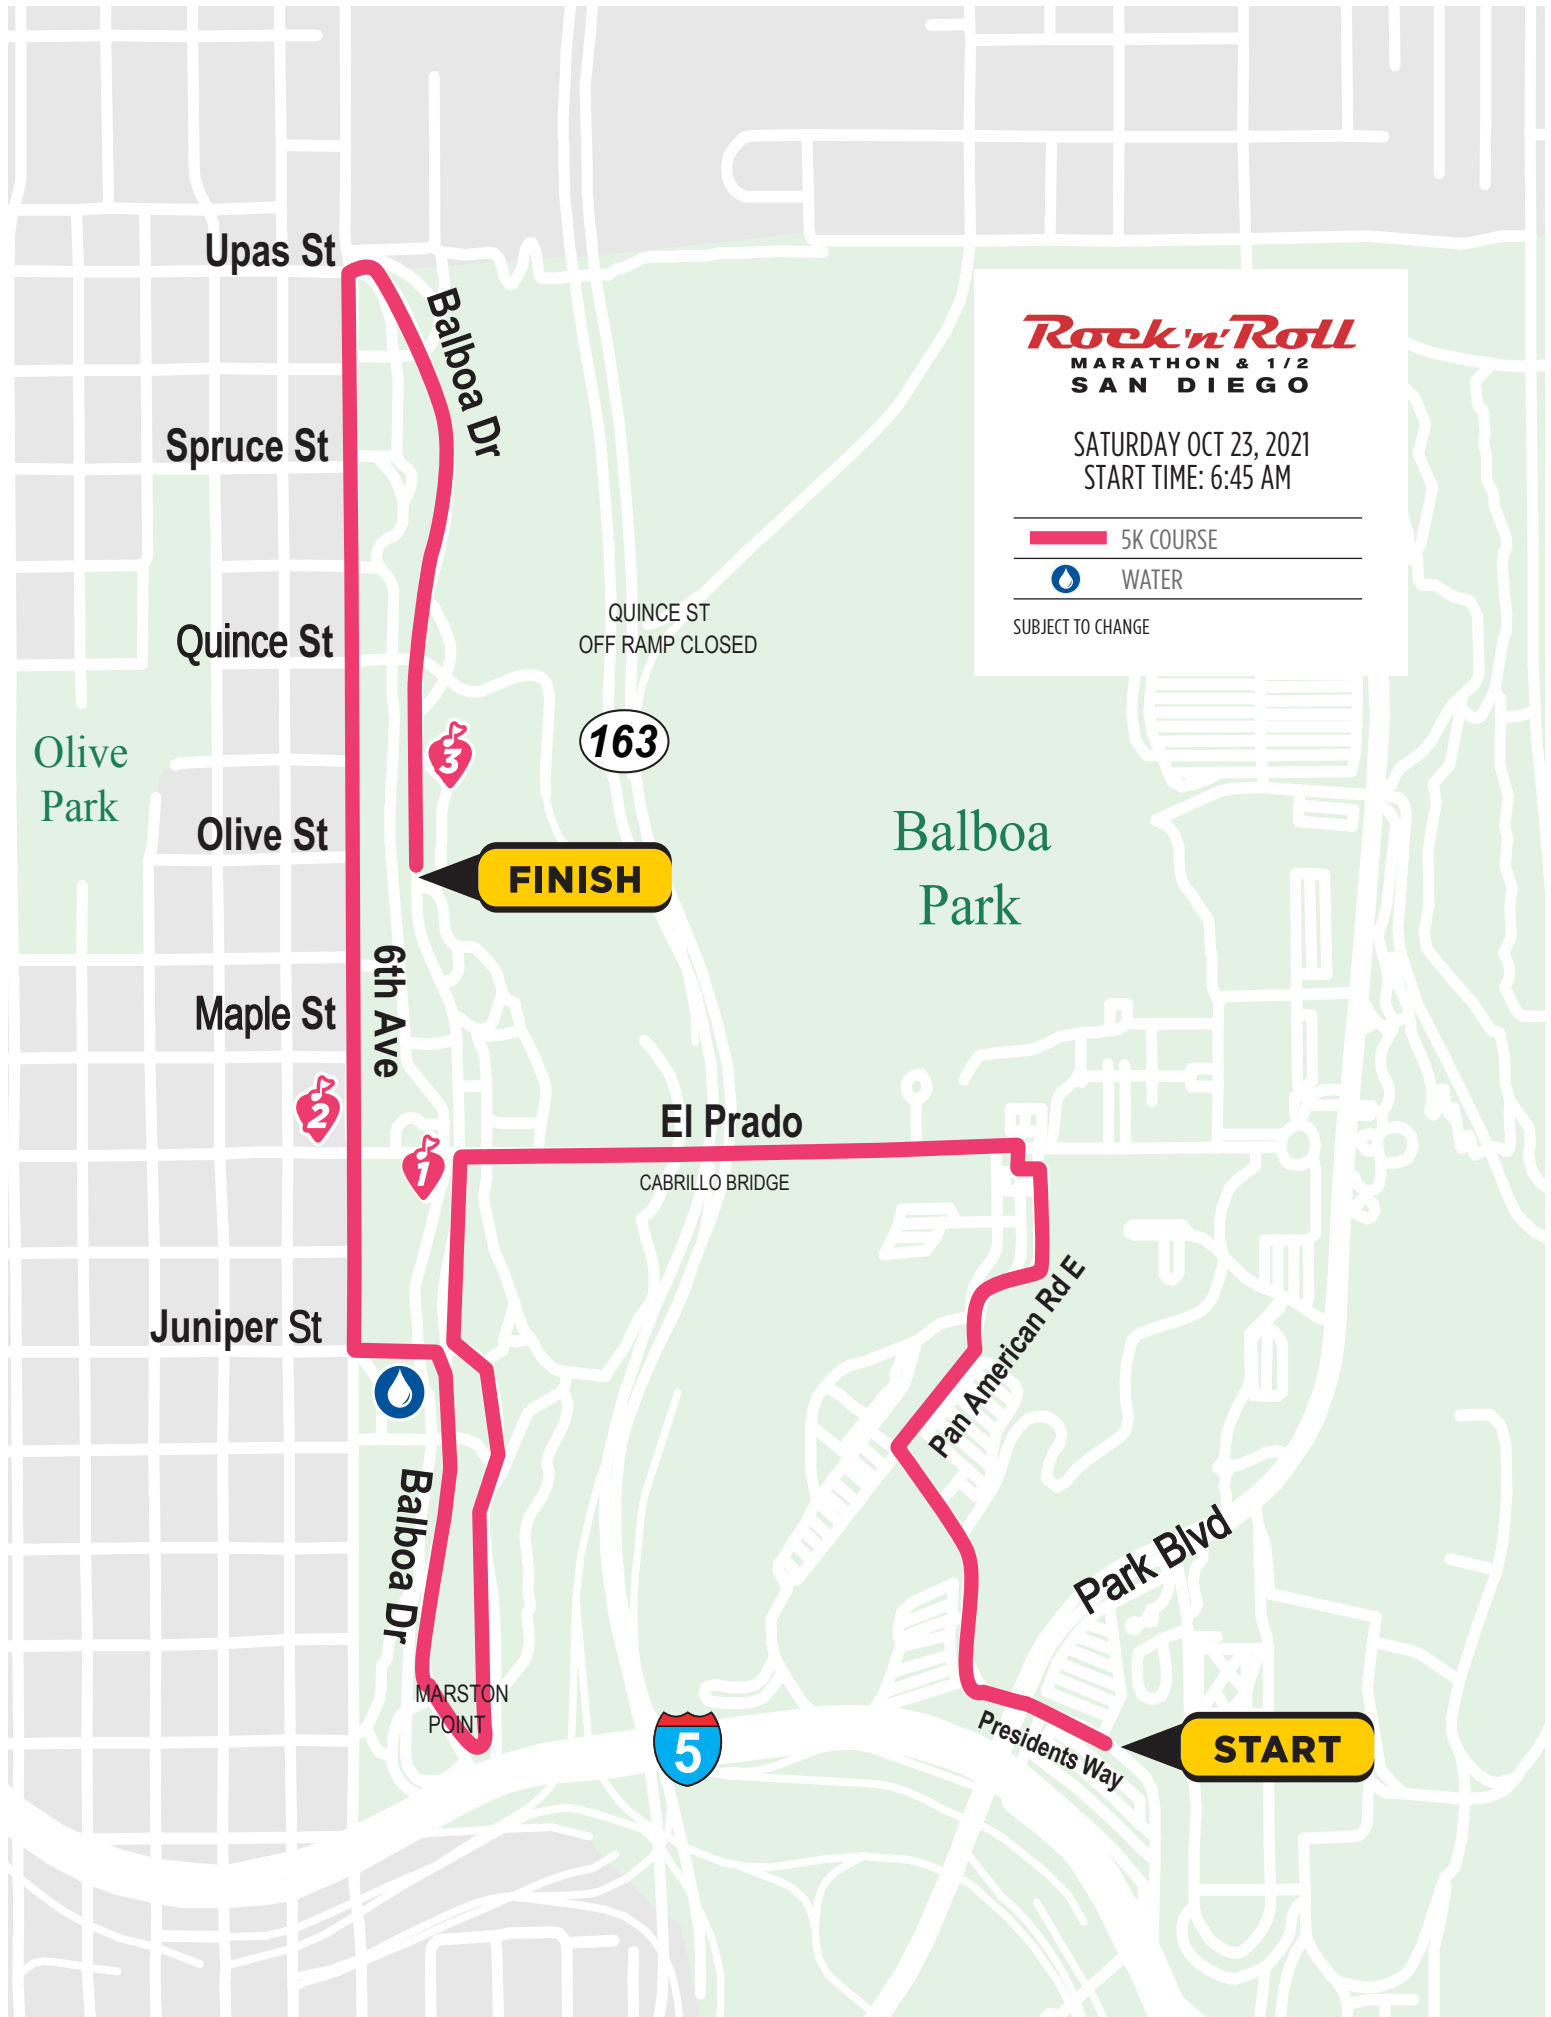 Upas St
Balboa Dr
Rock 'n' Roll
MARATHON & 1/2
SAN DIEGO
SATURDAY OCT 23, 2021
START TIME: 6:45 AM
5K COURSE
WATER
SUBJECT TO CHANGE
Spruce St
Quince St
QUINCE ST
OFF RAMP CLOSED
163
3
Olive
Park
Olive St
FINISH
Balboa
Park
6th Ave
Maple St
2
1
El Prado
CABRILLO BRIDGE
Pan American Rd E
Juniper St
Balboa Dr
Park Blvd
MARSTON
POINT
5
Presidents Way
START